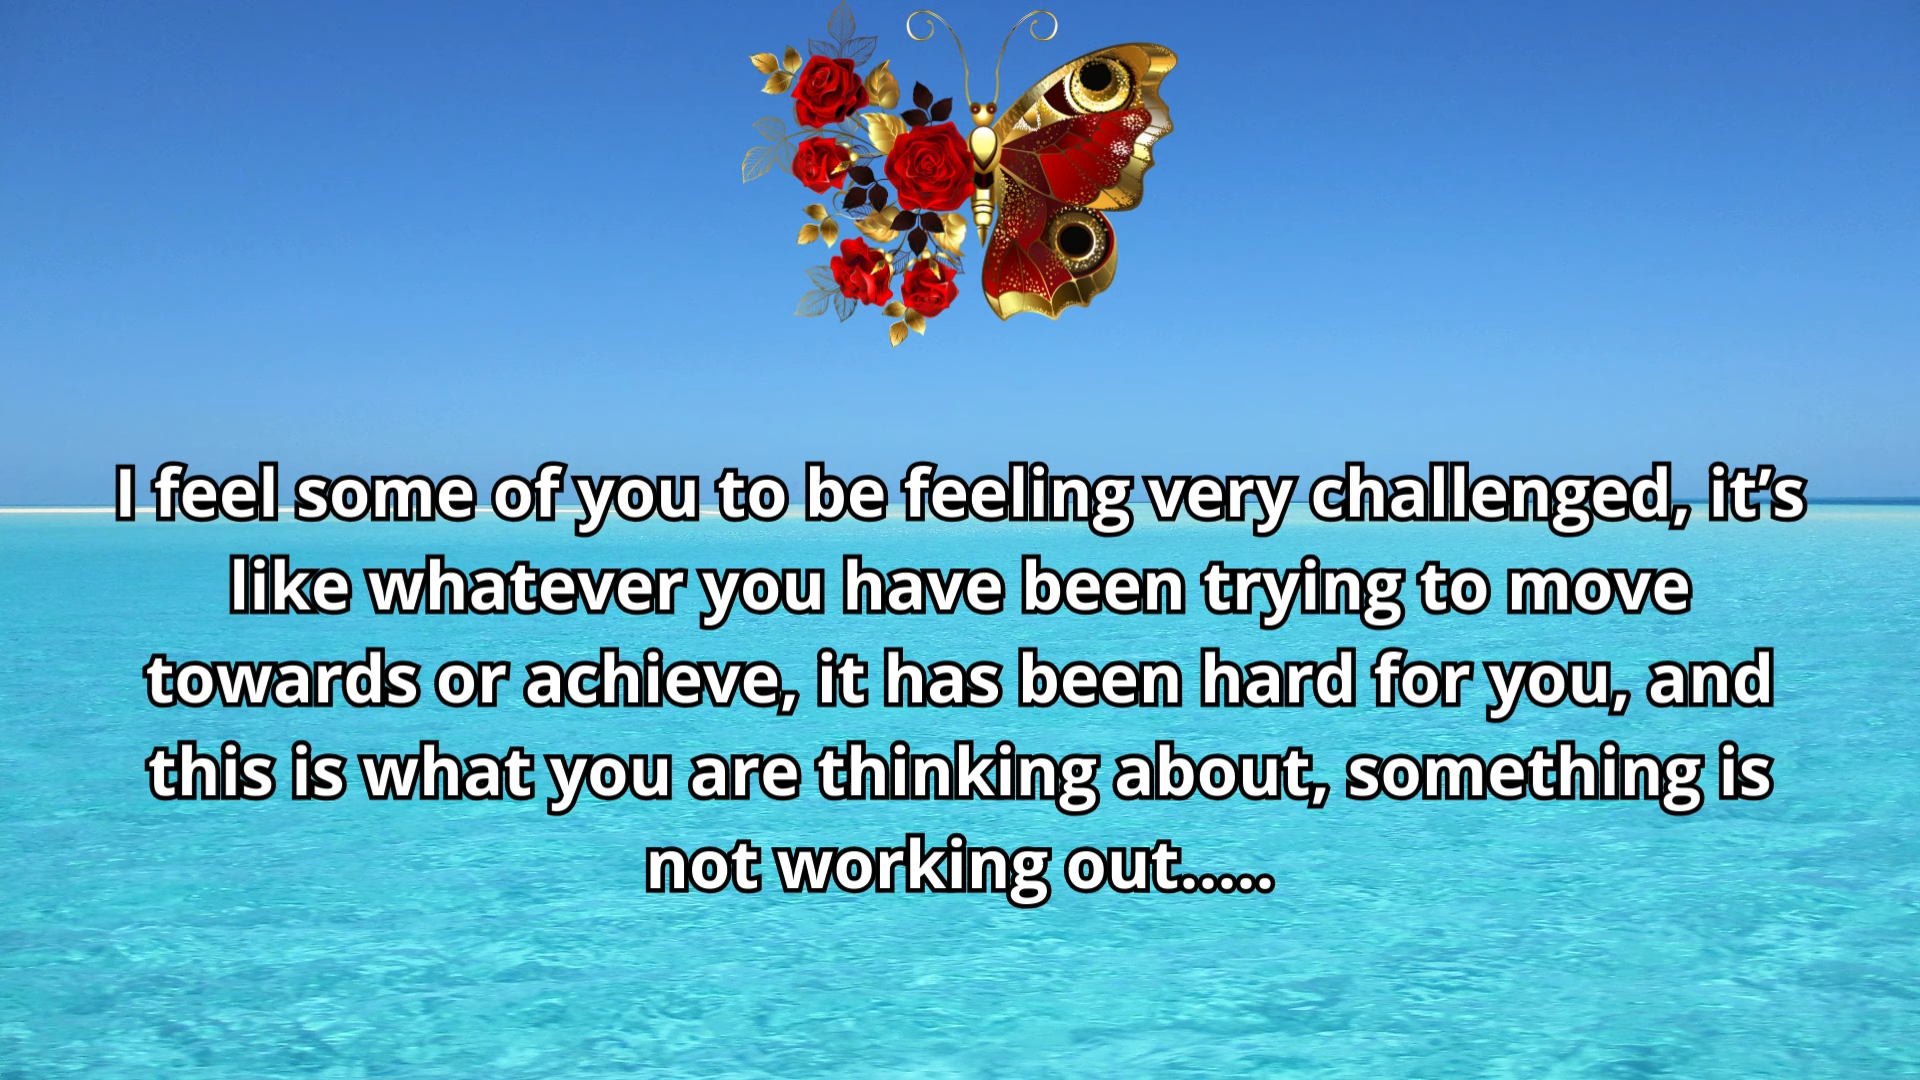 I feel some of you to be feeling very challenged, it’s
like whatever you have been trying to move
towards or achieve, it has been hard for you, and
this is what you are thinking about, something is
not working out.....